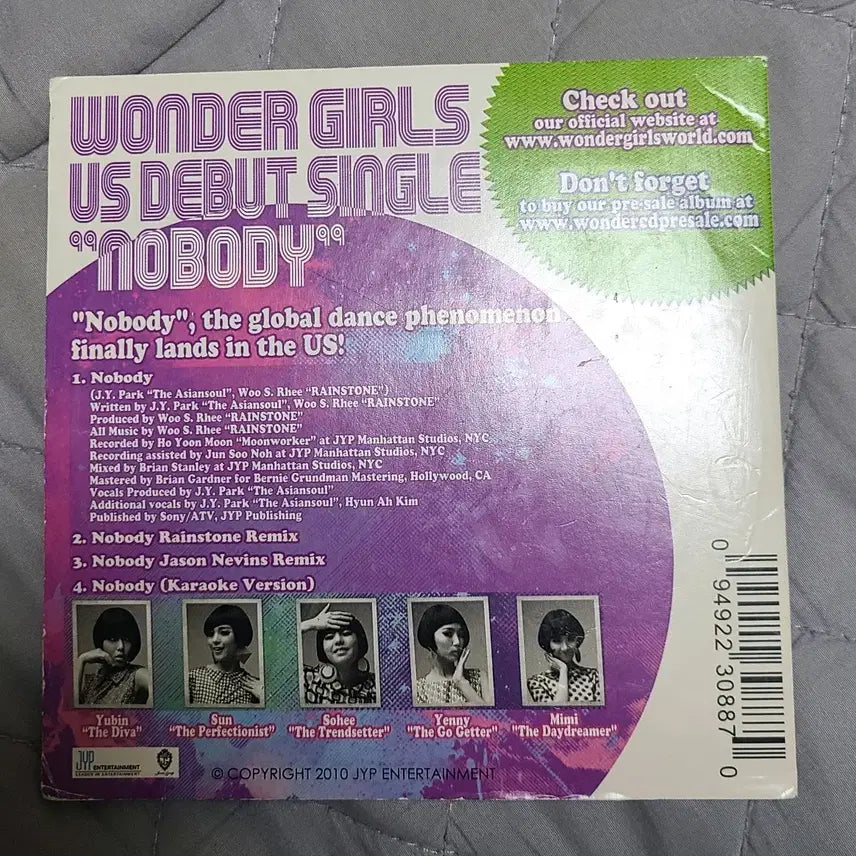 WONDER GIRLS
US DEBUT SINGLE
"NOBODY"
Check out
our official website at
www.wondergirlsworld.com
Don't forget
to buy our pre-sale album at
www.wondercdpresale.com
"Nobody", the global dance phenomenon
finally lands in the US!
1. Nobody
(J.Y. Park "The Asiansoul", Woo S. Rhee "RAINSTONE")
Written by J.Y. Park "The Asiansoul", Woo S. Rhee "RAINSTONE"
Produced by Woo S. Rhee "RAINSTONE"
All Music by Woo S. Rhee "RAINSTONE"
Recorded by Ho Yoon Moon "Moonworker" at JYP Manhattan Studios, NYC
Recording assisted by Jun Soo Noh at JYP Manhattan Studios, NYC
Mixed by Brian Stanley at JYP Manhattan Studios, NYC
Mastered by Brian Gardner for Bernie Grundman Mastering, Hollywood, CA
Vocals Produced by J.Y. Park "The Asiansoul"
Additional vocals by J.Y. Park "The Asiansoul", Hyun Ah Kim
Published by Sony/ATV, JYP Publishing
2. Nobody Rainstone Remix
3. Nobody Jason Nevins Remix
4. Nobody (Karaoke Version)
Yubin
"The Diva"
Sun
"The Perfectionist"
Sohee
"The Trendsetter"
Yenny
"The Go Getter"
Mimi
"The Daydreamer"
JYP ENTERTAINMENT
LEADER IN ENTERTAINMENT
© COPYRIGHT 2010 JYP ENTERTAINMENT
0 94922 30887 0